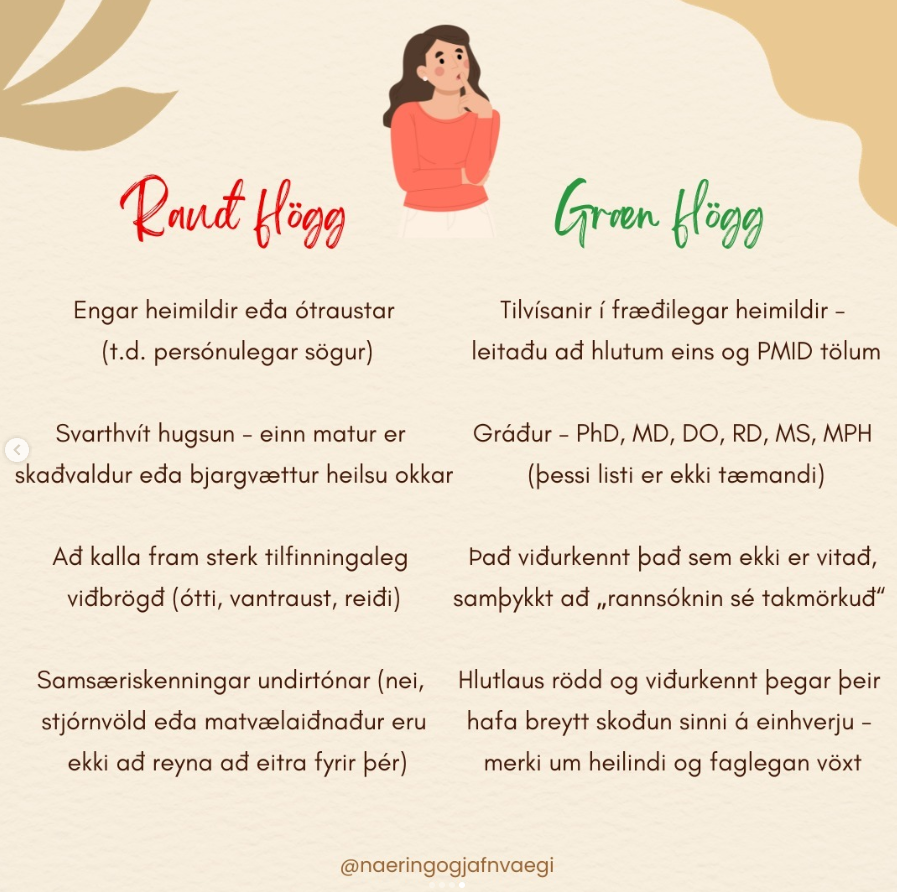 Rauð flögg
Engar heimildir eða ótraustar
(t.d. persónulegar sögur)
Svarthvít hugsun - einn matur er
skaðvaldur eða bjargvættur heilsu okkar
Að kalla fram sterk tilfinningaleg
viðbrögð (ótti, vantraust, reiði)
Samsæriskenningar undirtónar (nei,
stjórnvöld eða matvælaiðnaður eru
ekki að reyna að eitra fyrir þér)
Græn flögg
Tilvísanir í fræðilegar heimildir -
leitaðu að hlutum eins og PMID tölum
Gráður - PhD, MD, DO, RD, MS, MPH
(þessi listi er ekki tæmandi)
Það viðurkennt það sem ekki er vitað,
samþykkt að „rannsóknin sé takmörkuð“
Hlutlaus rödd og viðurkennt þegar þeir
hafa breytt skoðun sinni á einhverju -
merki um heilindi og faglegan vöxt
@naeringogjafnvaegi